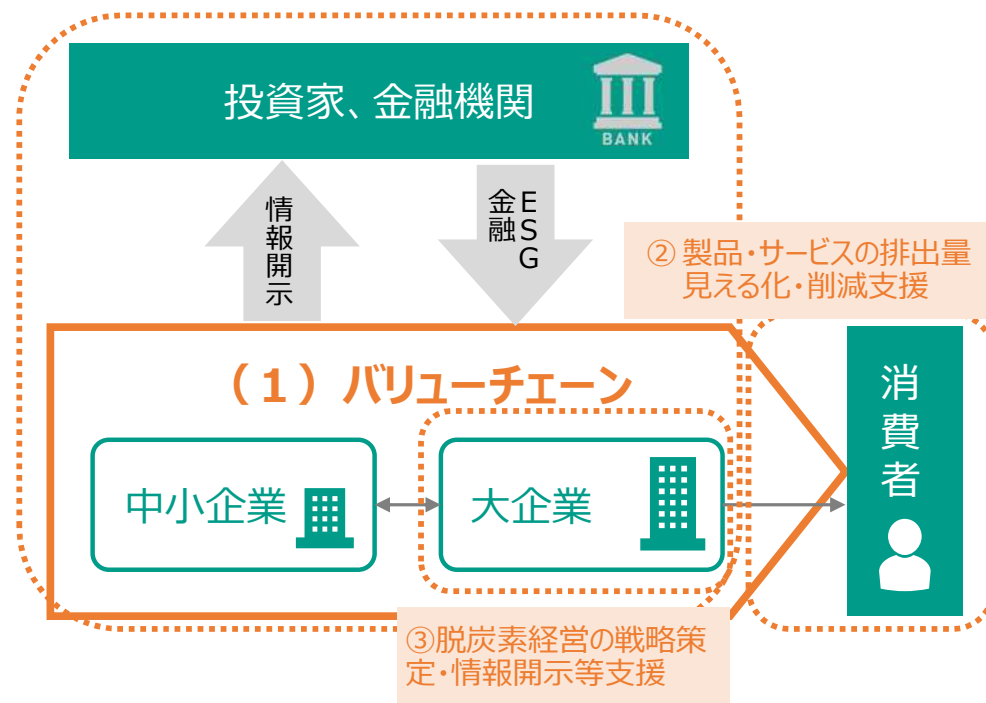 投資家、金融機関
BANK
情報開示
ESG
金融
②製品・サービスの排出量
見える化・削減支援
（１）バリューチェーン
中小企業
大企業
消費者
③脱炭素経営の戦略策
定・情報開示等支援